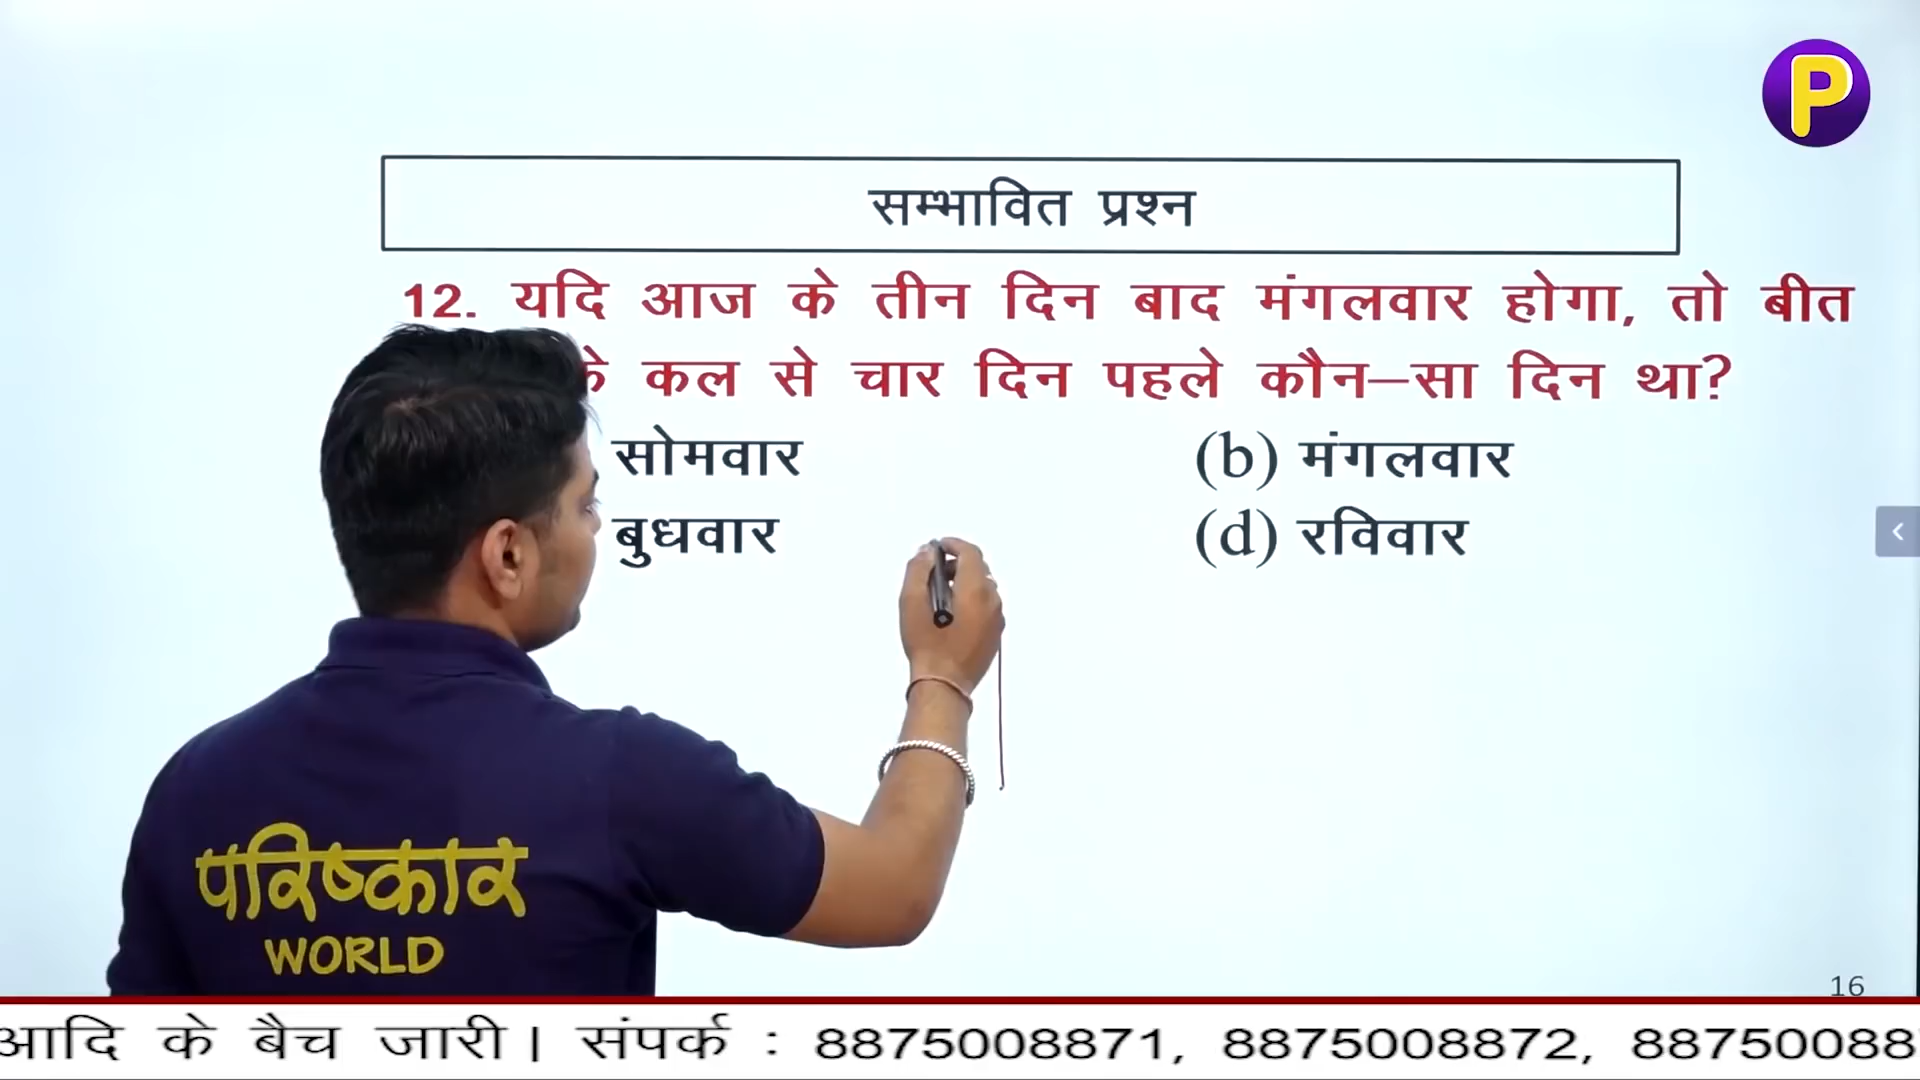 P
सम्भावित प्रश्न
12. यदि आज के तीन दिन बाद मंगलवार होगा, तो बीत
के कल से चार दिन पहले कौन–सा दिन था?
सोमवार (b) मंगलवार
बुधवार (d) रविवार
परिष्कार
WORLD
16
आदि के बैच जारी। संपर्क : 8875008871, 8875008872, 88750088